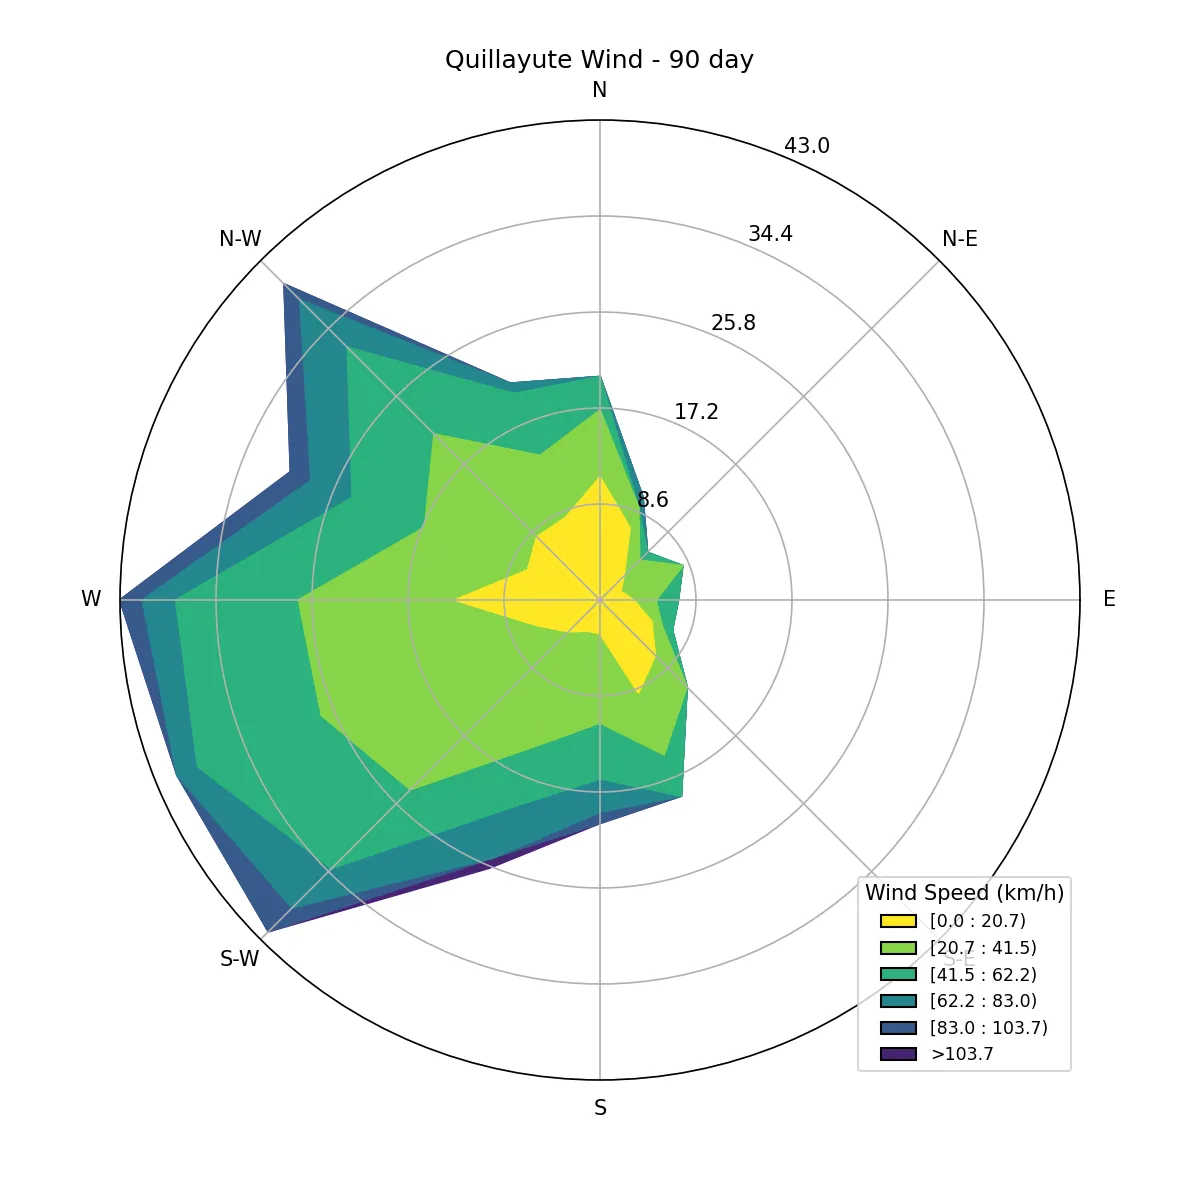 Quillayute Wind - 90 day
N
43.0
N-W
34.4
N-E
25.8
17.2
8.6
W
E
S-W
S-E
S
Wind Speed (km/h)
[0.0 : 20.7)
[20.7 : 41.5)
[41.5 : 62.2)
[62.2 : 83.0)
[83.0 : 103.7)
>103.7